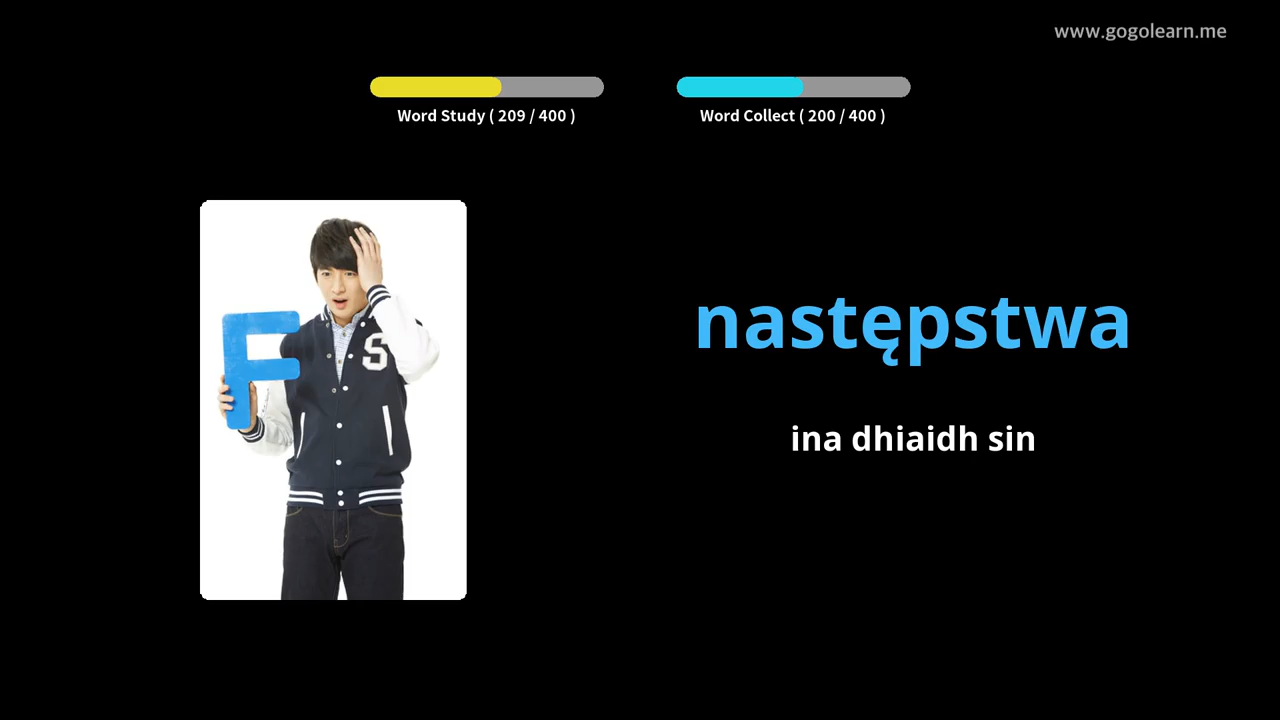 www.gogolearn.me
Word Study ( 209 / 400 )
Word Collect ( 200 / 400 )
F
S
następstwa
ina dhiaidh sin